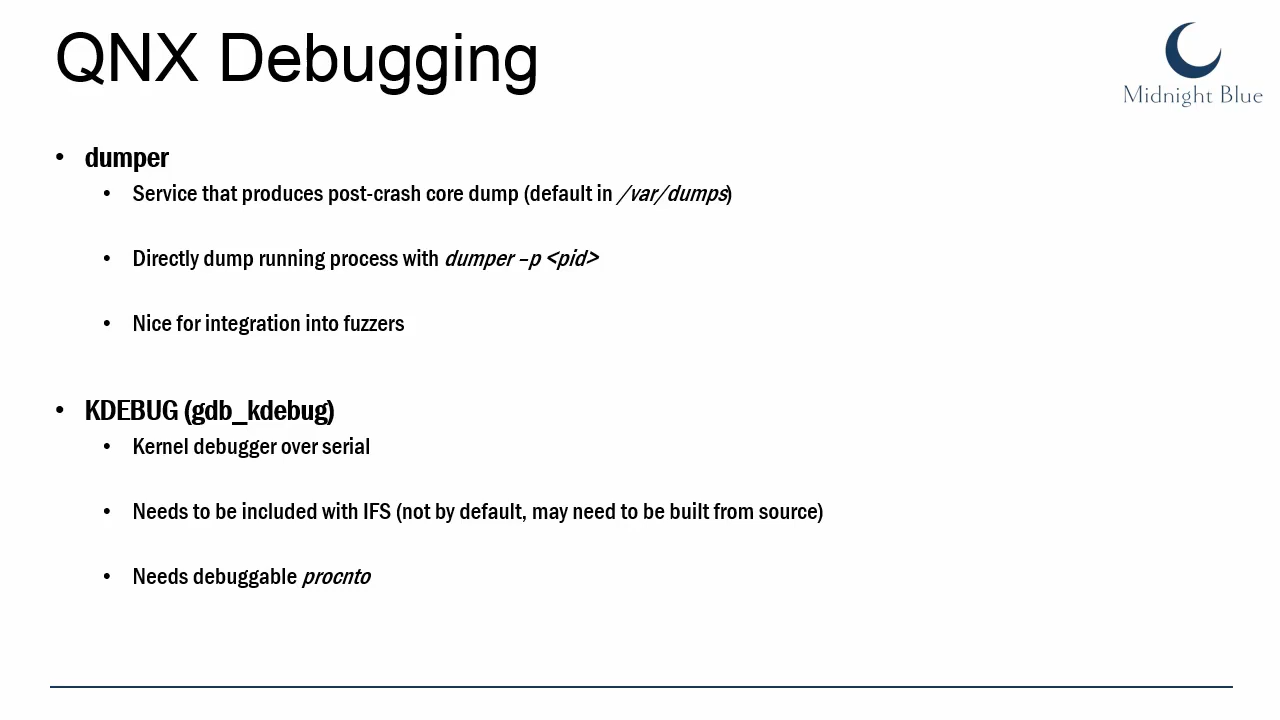 QNX Debugging
Midnight Blue
• dumper
• Service that produces post-crash core dump (default in /var/dumps)
• Directly dump running process with dumper –p <pid>
• Nice for integration into fuzzers
• KDEBUG (gdb_kdebug)
• Kernel debugger over serial
• Needs to be included with IFS (not by default, may need to be built from source)
• Needs debuggable procnto